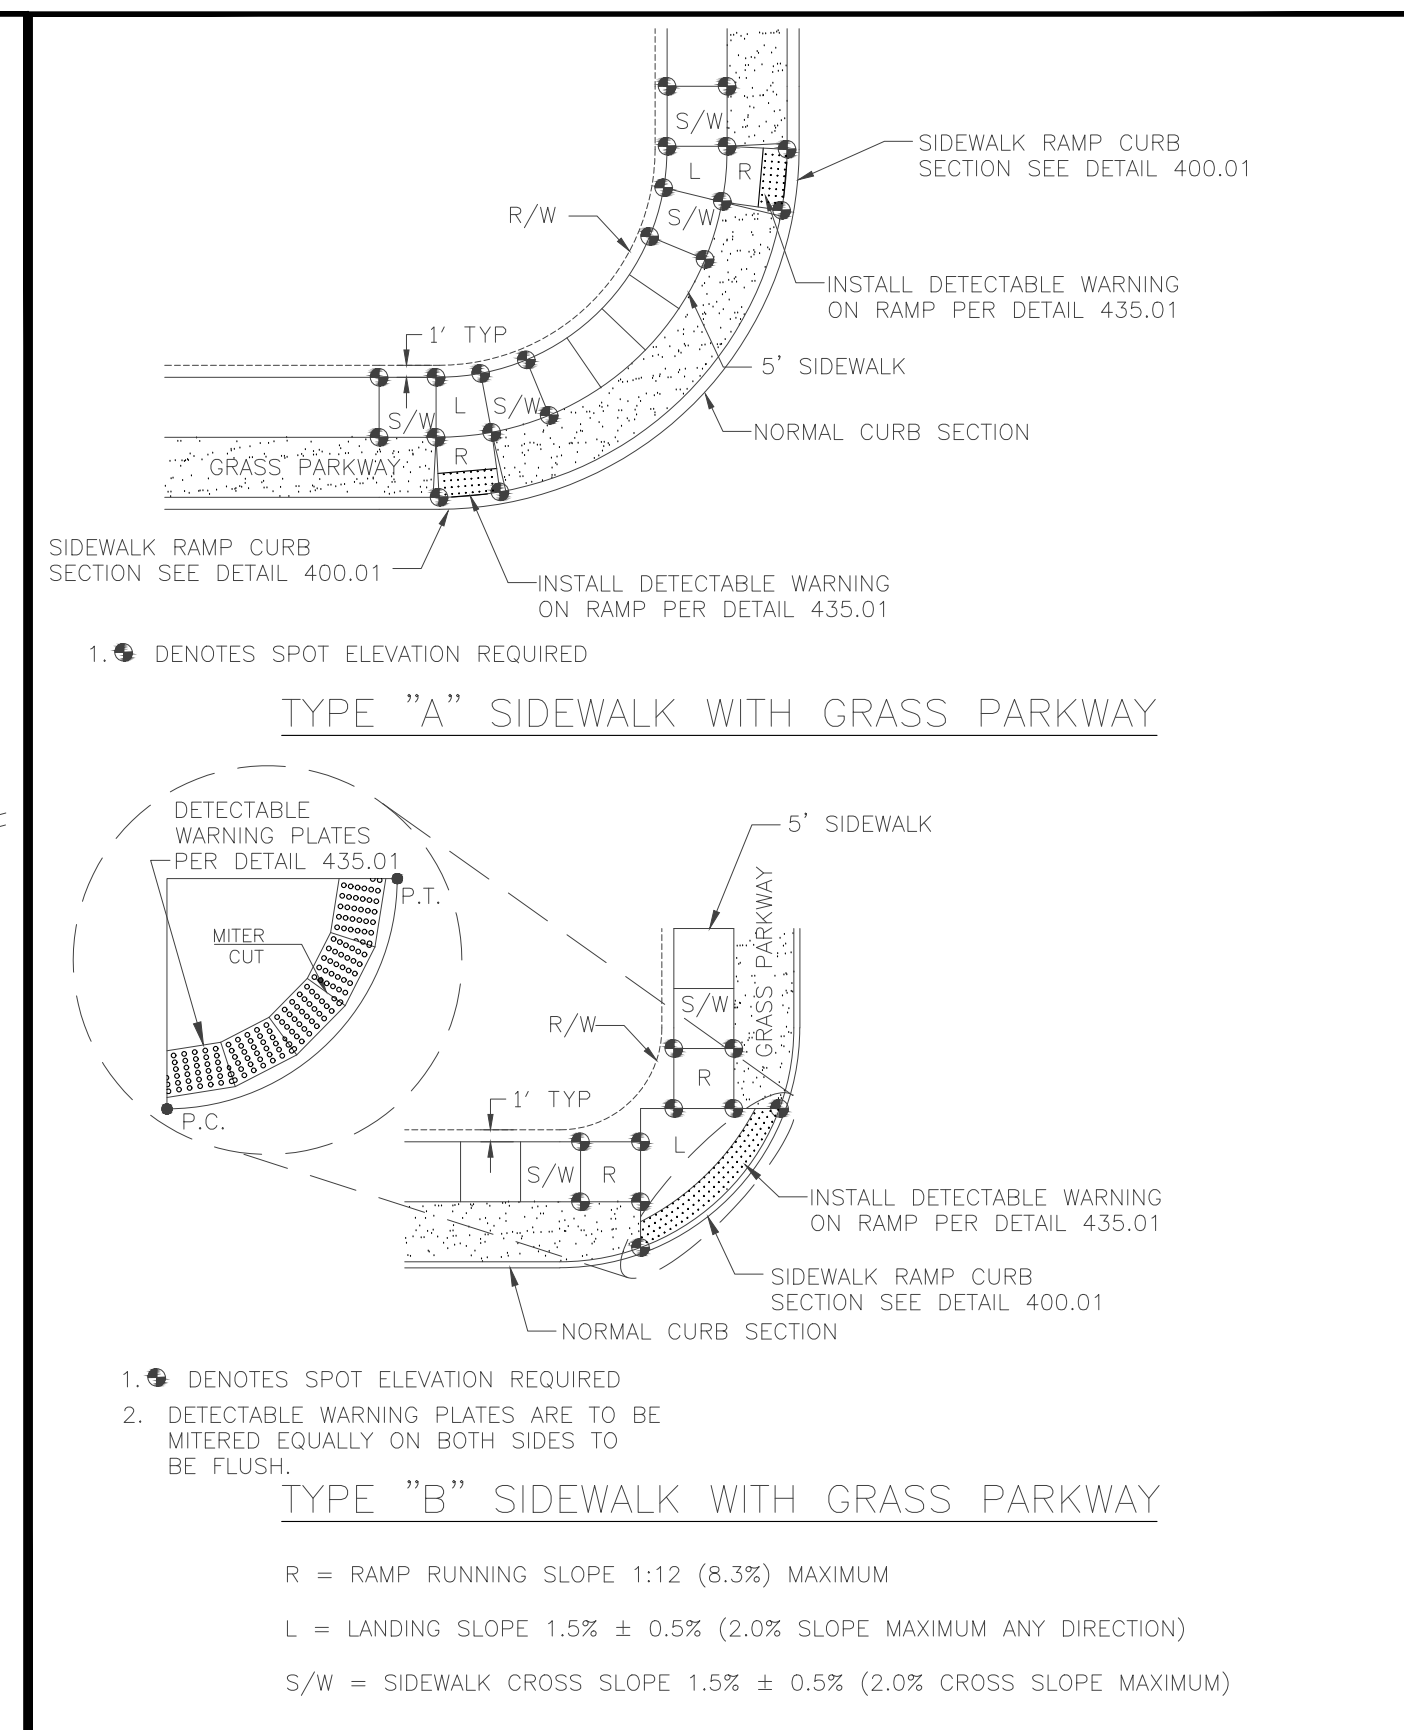 S/W
SIDEWALK RAMP CURB
SECTION SEE DETAIL 400.01
L
R
R/W
S/W
INSTALL DETECTABLE WARNING
ON RAMP PER DETAIL 435.01
1' TYP
5' SIDEWALK
L
S/W
S/W
NORMAL CURB SECTION
R
GRASS PARKWAY
SIDEWALK RAMP CURB
SECTION SEE DETAIL 400.01
INSTALL DETECTABLE WARNING
ON RAMP PER DETAIL 435.01
1. DENOTES SPOT ELEVATION REQUIRED
TYPE "A" SIDEWALK WITH GRASS PARKWAY
DETECTABLE
WARNING PLATES
PER DETAIL 435.01
P.T.
MITER
CUT
P.C.
5' SIDEWALK
GRASS PARKWAY
S/W
R/W
R
1' TYP
L
S/W
R
INSTALL DETECTABLE WARNING
ON RAMP PER DETAIL 435.01
SIDEWALK RAMP CURB
SECTION SEE DETAIL 400.01
NORMAL CURB SECTION
1. DENOTES SPOT ELEVATION REQUIRED
2. DETECTABLE WARNING PLATES ARE TO BE
MITERED EQUALLY ON BOTH SIDES TO
BE FLUSH.
TYPE "B" SIDEWALK WITH GRASS PARKWAY
R = RAMP RUNNING SLOPE 1:12 (8.3%) MAXIMUM
L = LANDING SLOPE 1.5% ± 0.5% (2.0% SLOPE MAXIMUM ANY DIRECTION)
S/W = SIDEWALK CROSS SLOPE 1.5% ± 0.5% (2.0% CROSS SLOPE MAXIMUM)